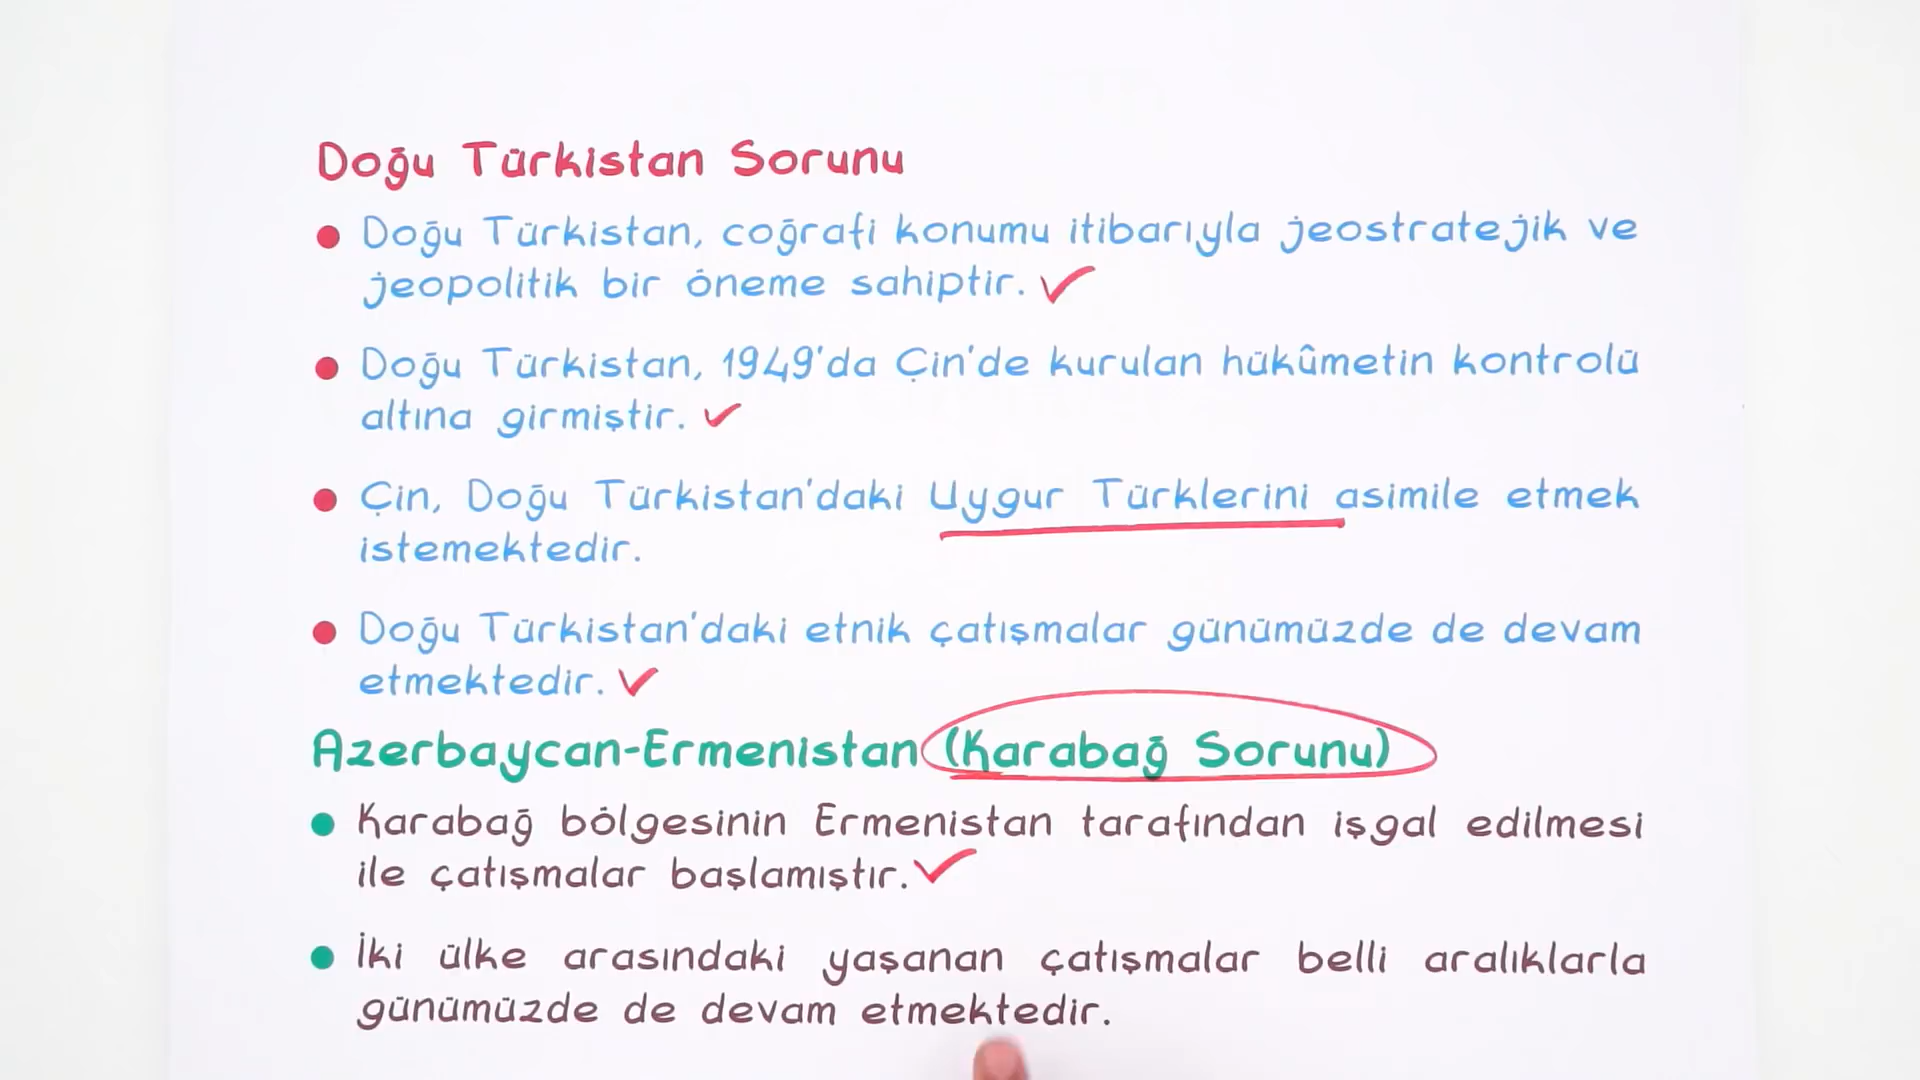 Doğu Türkistan Sorunu
Doğu Türkistan, coğrafi konumu itibarıyla jeostratejik ve
jeopolitik bir öneme sahiptir.
Doğu Türkistan, 1949'da Çin'de kurulan hükûmetin kontrolü
altına girmiştir.
Çin, Doğu Türkistan'daki Uygur Türklerini asimile etmek
istemektedir.
Doğu Türkistan'daki etnik çatışmalar günümüzde de devam
etmektedir.
Azerbaycan-Ermenistan (Karabağ Sorunu)
Karabağ bölgesinin Ermenistan tarafından işgal edilmesi
ile çatışmalar başlamıştır.
İki ülke arasındaki yaşanan çatışmalar belli aralıklarla
günümüzde de devam etmektedir.